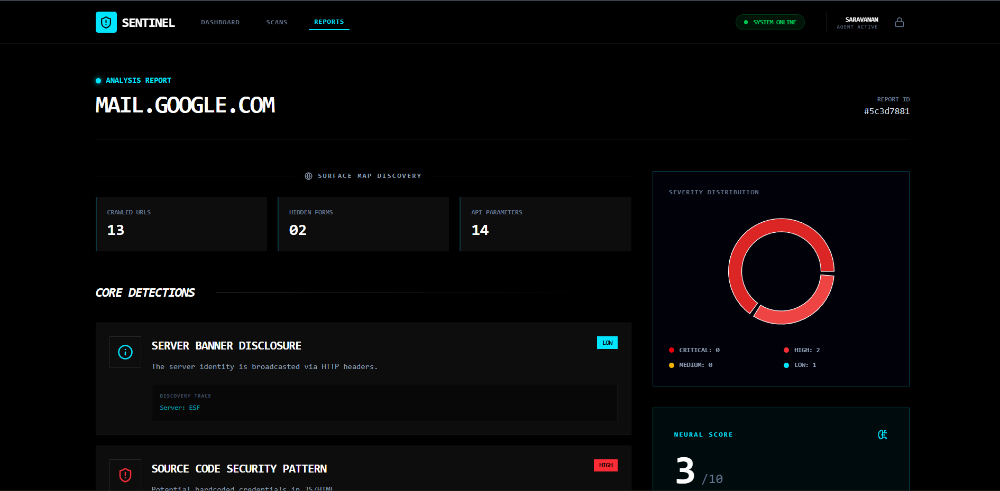 SENTINEL
DASHBOARD
SCANS
REPORTS
SYSTEM ONLINE
SARAVANAN
AGENT ACTIVE
ANALYSIS REPORT
MAIL.GOOGLE.COM
REPORT ID
#5c3d7881
SURFACE MAP DISCOVERY
CRAWLED URLS
13
HIDDEN FORMS
02
API PARAMETERS
14
CORE DETECTIONS
SERVER BANNER DISCLOSURE
LOW
The server identity is broadcasted via HTTP headers.
DISCOVERY TRACE
Server: ESF
SOURCE CODE SECURITY PATTERN
HIGH
Potential hardcoded credentials in JS/HTML
SEVERITY DISTRIBUTION
CRITICAL: 0
HIGH: 2
MEDIUM: 0
LOW: 1
NEURAL SCORE
3 /10